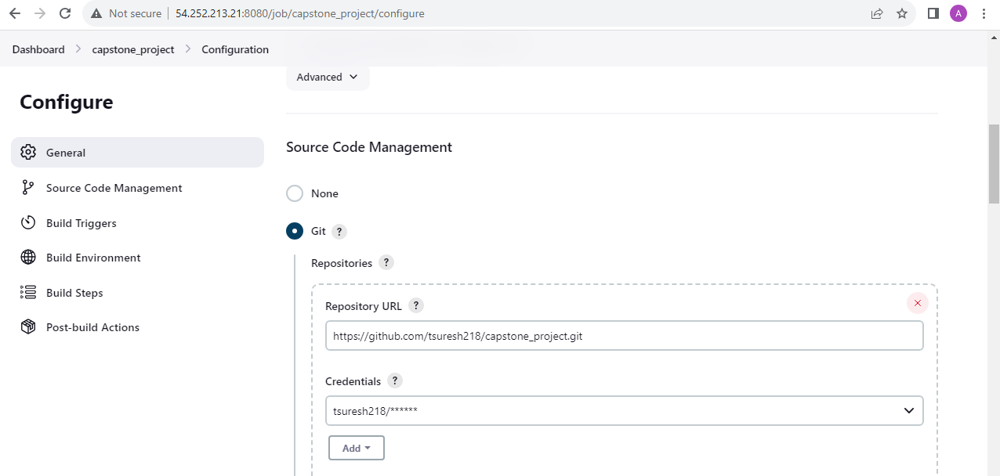 Not secure 54.252.213.21:8080/job/capstone_project/configure A
Dashboard capstone_project Configuration
Advanced
Configure
General
Source Code Management
Build Triggers
Build Environment
Build Steps
Post-build Actions
Source Code Management
None
Git ?
Repositories ?
Repository URL ?
https://github.com/tsuresh218/capstone_project.git
Credentials ?
tsuresh218/******
Add